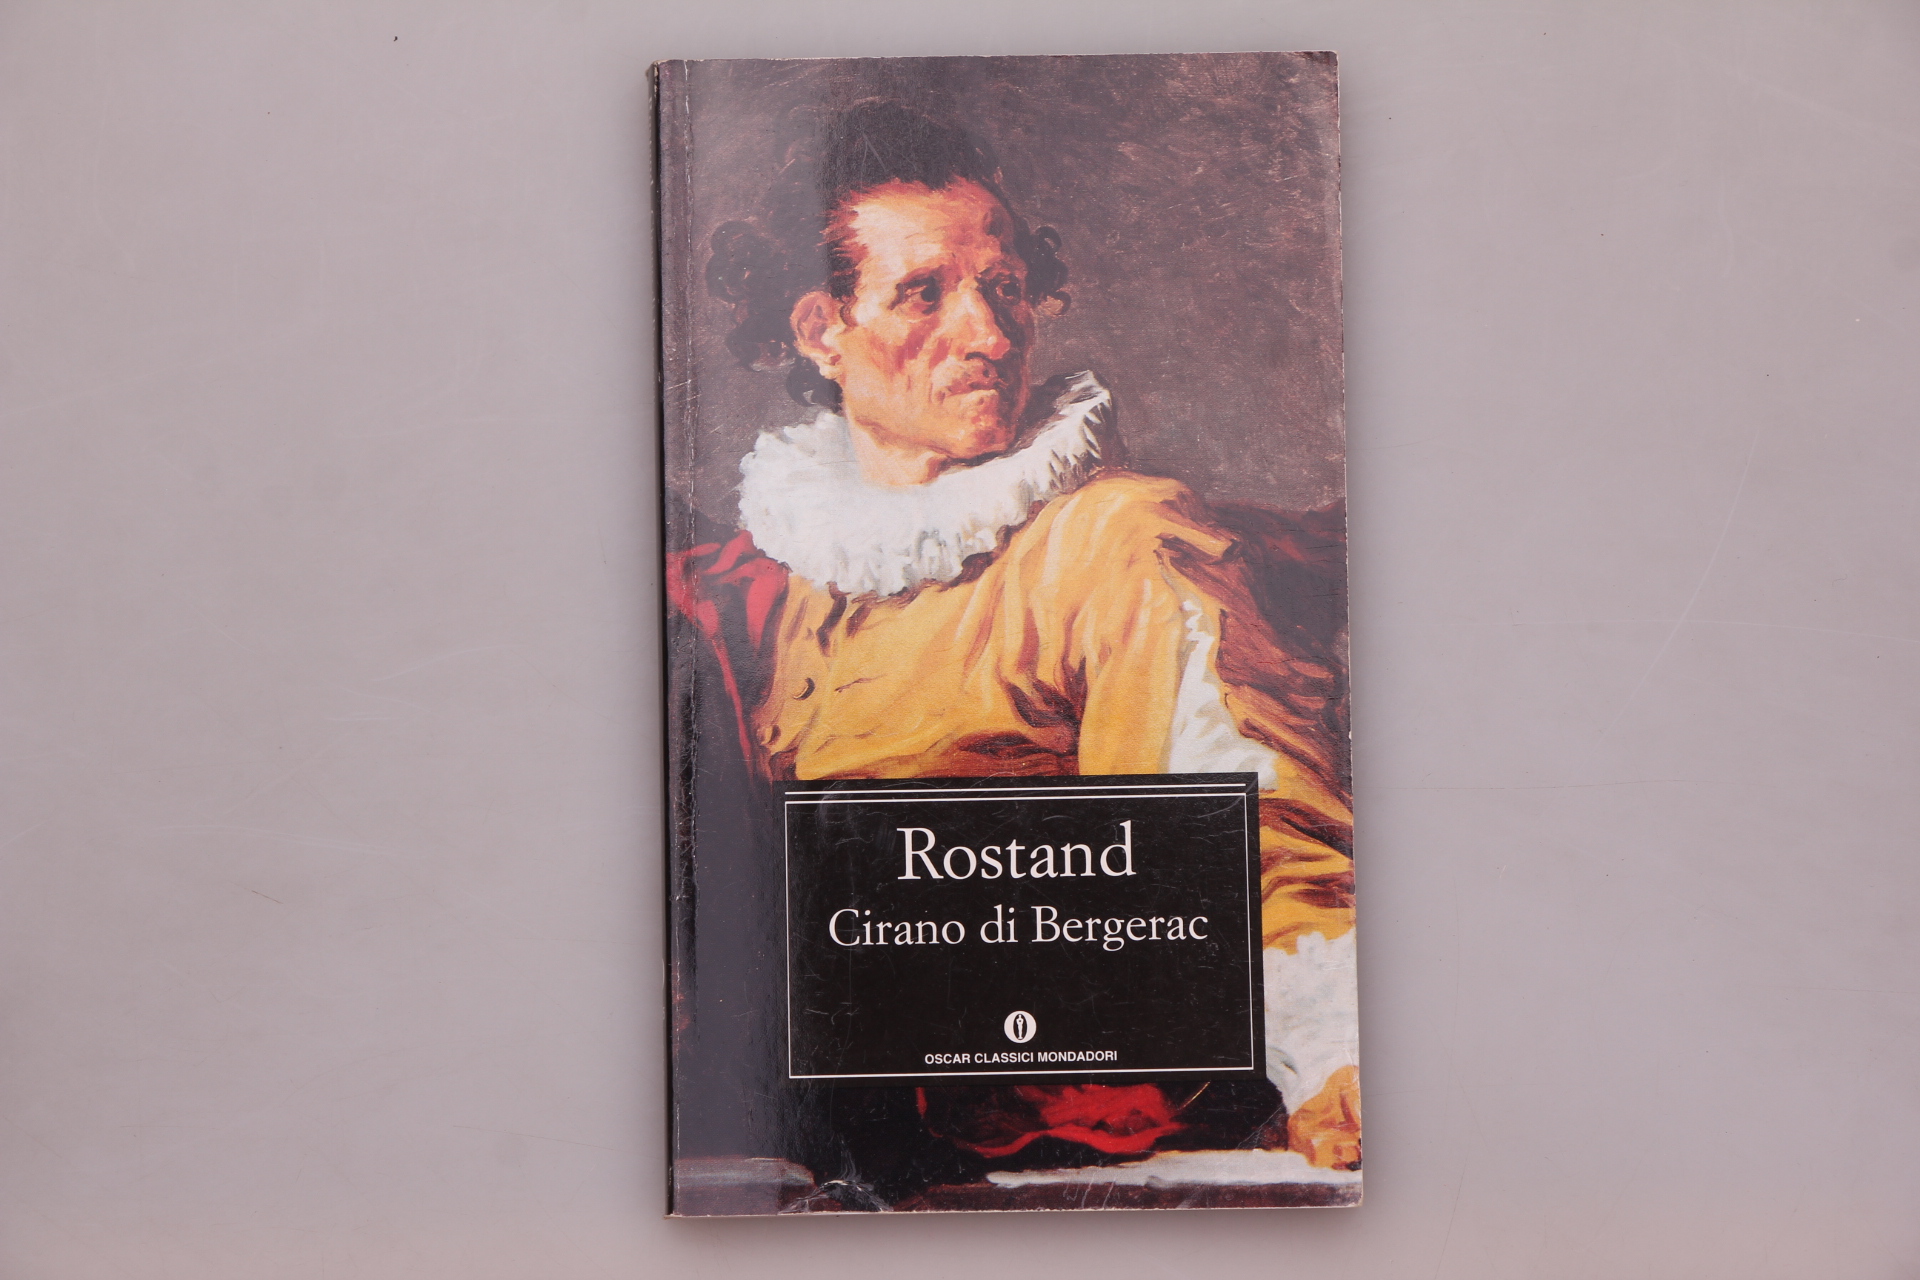 Rostand
Cirano di Bergerac
OSCAR CLASSICI MONDADORI